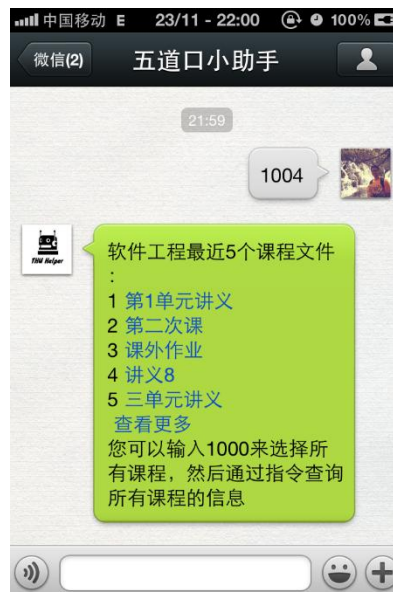 中国移动 E 23/11 - 22:00 100%
微信(2) 五道口小助手
21:59
1004
THU Helper
软件工程最近5个课程文件
:
1 第1单元讲义
2 第二次课
3 课外作业
4 讲义8
5 三单元讲义
查看更多
您可以输入1000来选择所
有课程，然后通过指令查询
所有课程的信息